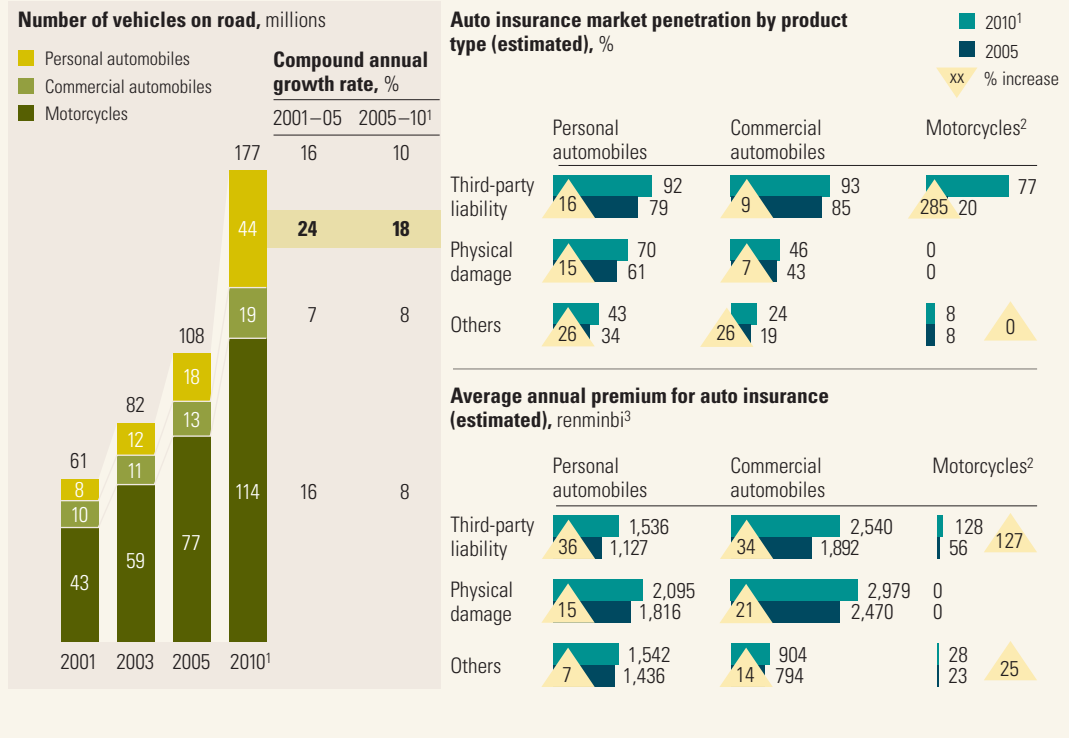 Number of vehicles on road, millions
Personal automobiles
Commercial automobiles
Motorcycles
Compound annual
growth rate, %
2001–05 2005–10¹
177 16 10
44 24 18
19 7 8
114 16 8
108
18
13
77
82
12
11
59
61
8
10
43
2001 2003 2005 2010¹
Auto insurance market penetration by product
type (estimated), %
2010¹
2005
xx % increase
Personal
automobiles
Commercial
automobiles
Motorcycles²
Third-party
liability
92
16 79
93
9 85
77
285 20
Physical
damage
70
15 61
46
7 43
0
0
Others
43
26 34
24
26 19
8
8
0
Average annual premium for auto insurance
(estimated), renminbi³
Personal
automobiles
Commercial
automobiles
Motorcycles²
Third-party
liability
1,536
36 1,127
2,540
34 1,892
128
56
127
Physical
damage
2,095
15 1,816
2,979
21 2,470
0
0
Others
1,542
7 1,436
904
14 794
28
23
25